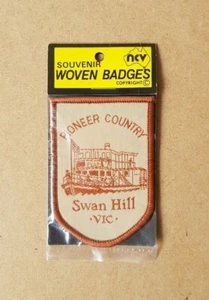 SOUVENIR
ncv
WOVEN BADGES
COPYRIGHT ©
PIONEER COUNTRY
Swan Hill
·VIC·